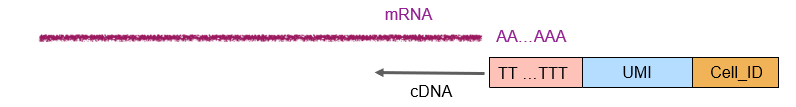 mRNA
AA...AAA
TT ...TTT UMI Cell_ID
cDNA